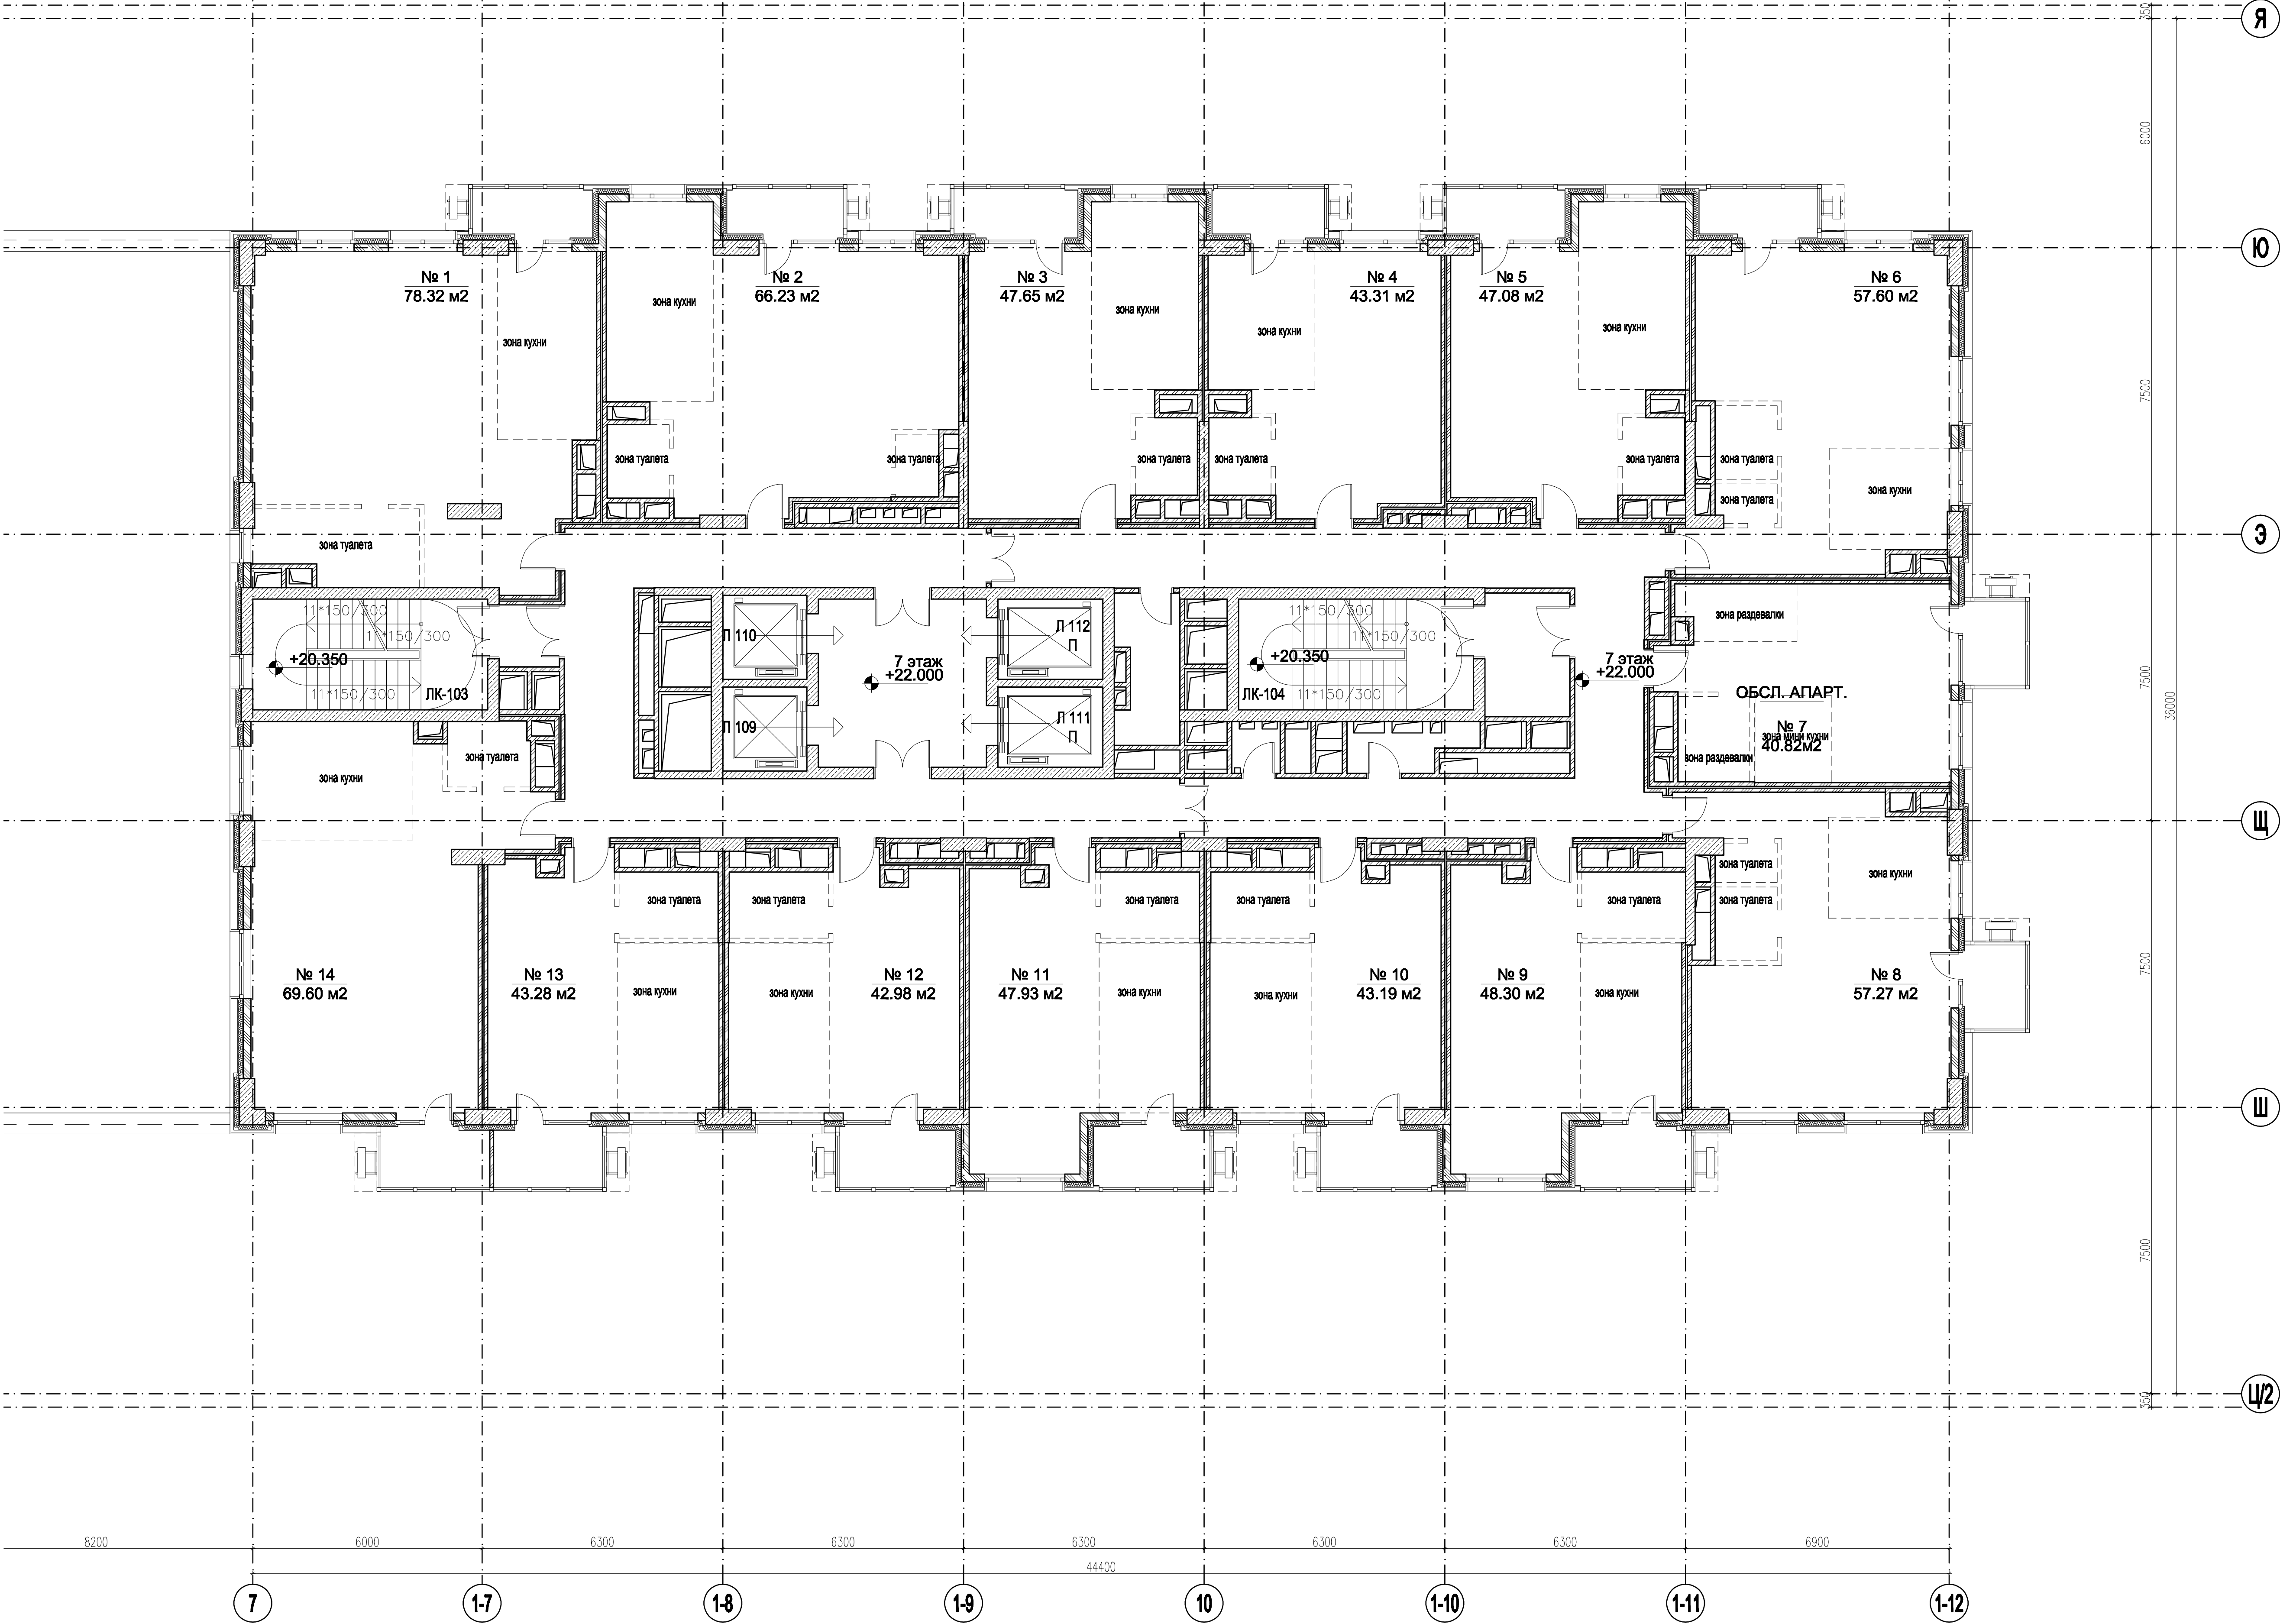 350
Я
6000
Ю
№ 1
78.32 м2
№ 2
66.23 м2
№ 3
47.65 м2
№ 4
43.31 м2
№ 5
47.08 м2
№ 6
57.60 м2
зона кухни
зона кухни
зона кухни
зона кухни
зона кухни
7500
зона туалета
зона туалета
зона туалета
зона туалета
зона туалета
зона туалета
зона кухни
зона туалета
зона туалета
Э
11*150/300
11*150/300
+20.350
11*150/300
ЛК-103
Л 110
Л 109
7 этаж
+22.000
Л 112
П
Л 111
П
11*150/300
11*150/300
+20.350
11*150/300
ЛК-104
7 этаж
+22.000
зона раздевалки
ОБСЛ. АПАРТ.
№ 7
зона мини кухни
40.82м2
зона раздевалки
7500
36000
зона кухни
зона туалета
Щ
зона туалета
зона туалета
зона туалета
зона туалета
зона туалета
зона туалета
зона туалета
зона кухни
№ 14
69.60 м2
№ 13
43.28 м2
зона кухни
зона кухни
№ 12
42.98 м2
№ 11
47.93 м2
зона кухни
зона кухни
№ 10
43.19 м2
№ 9
48.30 м2
зона кухни
№ 8
57.27 м2
7500
Ш
7500
350
Ц/2
8200
6000
6300
6300
6300
6300
6300
6900
44400
7
1-7
1-8
1-9
10
1-10
1-11
1-12